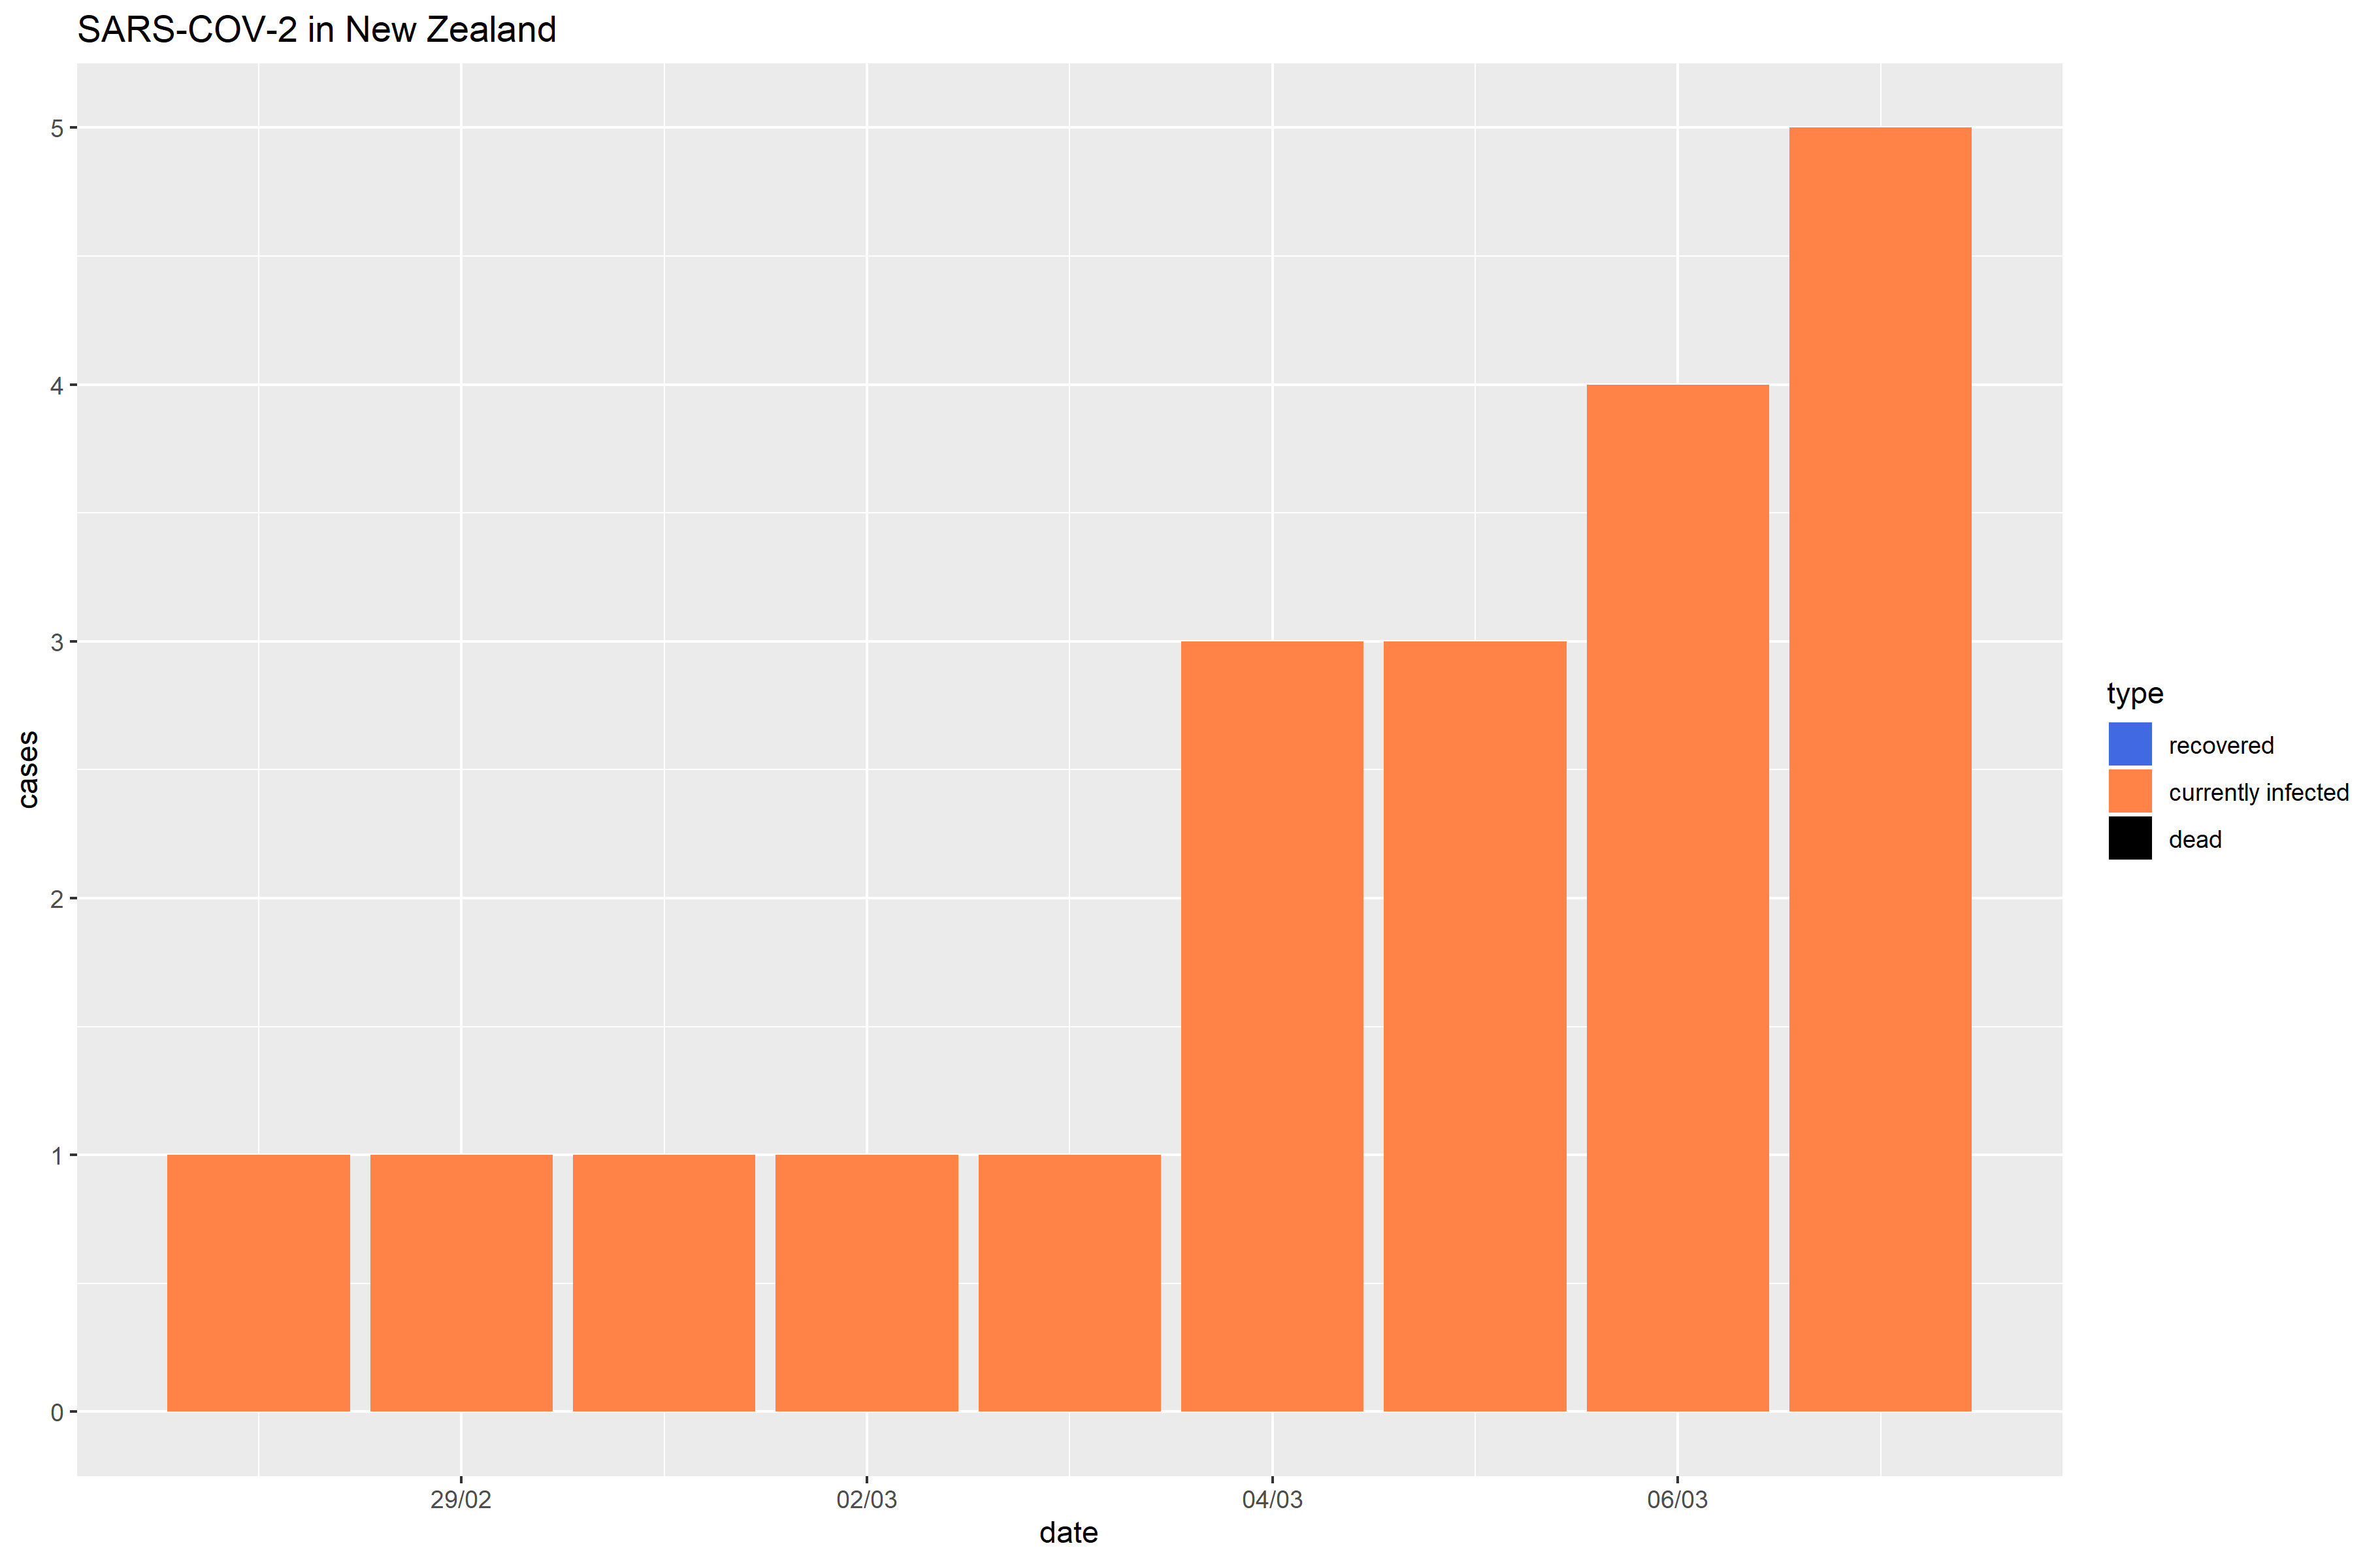 SARS-COV-2 in New Zealand
5
4
3
2
1
0
cases
29/02
02/03
04/03
06/03
date
type
recovered
currently infected
dead